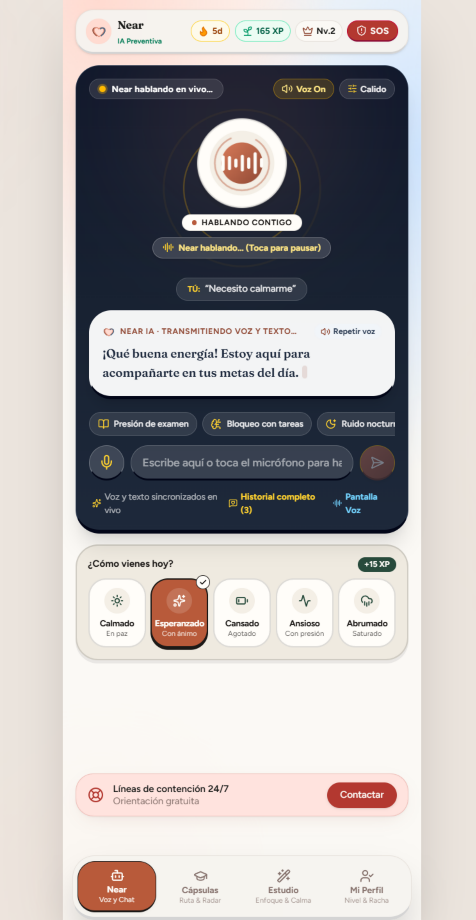 Near
IA Preventiva
5d
165 XP
Nv.2
SOS
Near hablando en vivo...
Voz On
Calido
HABLANDO CONTIGO
Near hablando... (Toca para pausar)
TÚ: "Necesito calmarme"
NEAR IA · TRANSMITIENDO VOZ Y TEXTO...
Repetir voz
¡Qué buena energía! Estoy aquí para
acompañarte en tus metas del día.
Presión de examen
Bloqueo con tareas
Ruido noctur
Escribe aquí o toca el micrófono para ha
Voz y texto sincronizados en
vivo
Historial completo
(3)
Pantalla
Voz
¿Cómo vienes hoy?
+15 XP
Calmado
En paz
Esperanzado
Con ánimo
Cansado
Agotado
Ansioso
Con presión
Abrumado
Saturado
Líneas de contención 24/7
Orientación gratuita
Contactar
Near
Voz y Chat
Cápsulas
Ruta & Radar
Estudio
Enfoque & Calma
Mi Perfil
Nivel & Racha